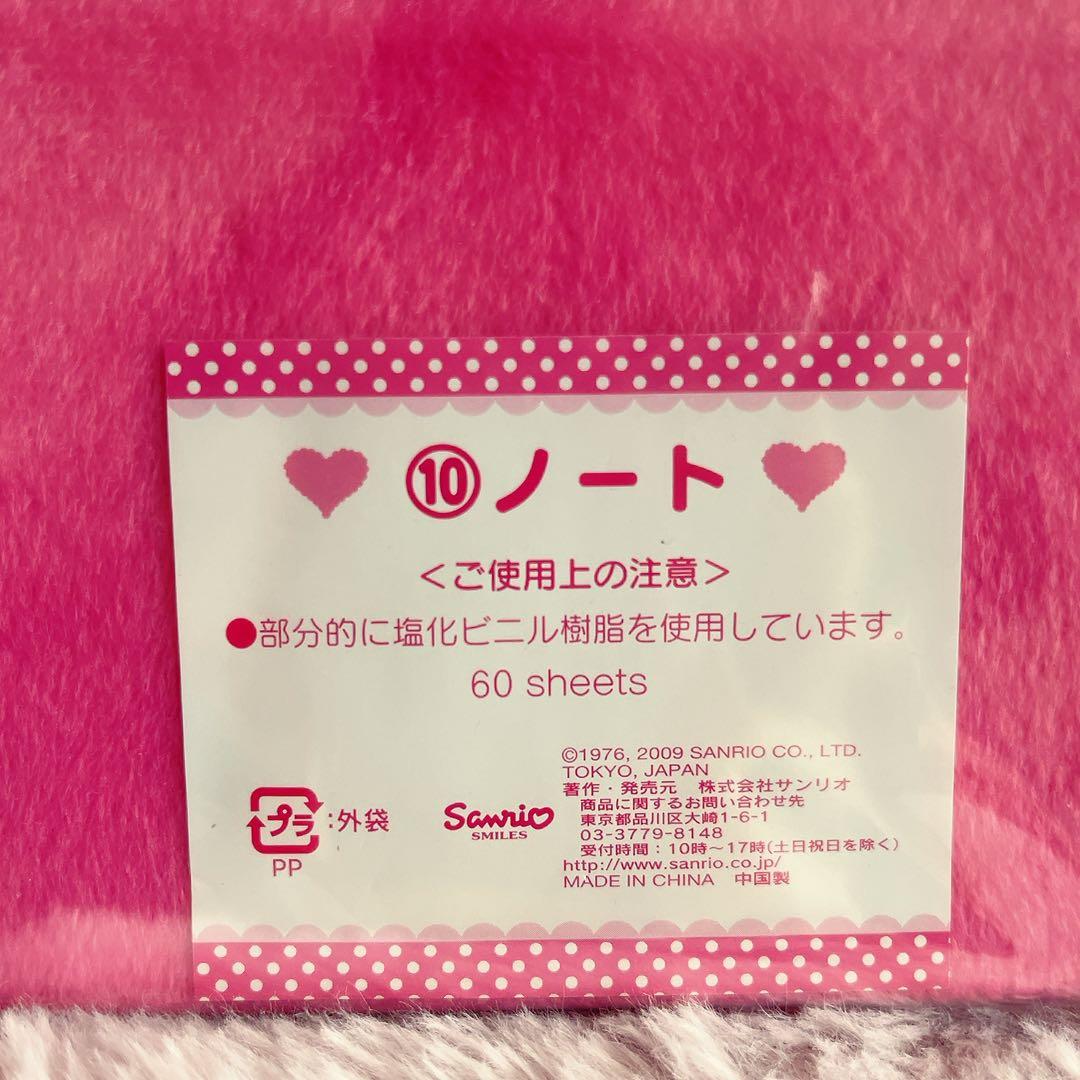 ⑩ノート
＜ご使用上の注意＞
●部分的に塩化ビニル樹脂を使用しています。
60 sheets
プラ:外袋
PP
Sanrio
SMILES
©1976, 2009 SANRIO CO., LTD.
TOKYO, JAPAN
著作・発売元　株式会社サンリオ
商品に関するお問い合わせ先
東京都品川区大崎1-6-1
03-3779-8148
受付時間：10時〜17時(土日祝日を除く)
http://www.sanrio.co.jp/
MADE IN CHINA　中国製